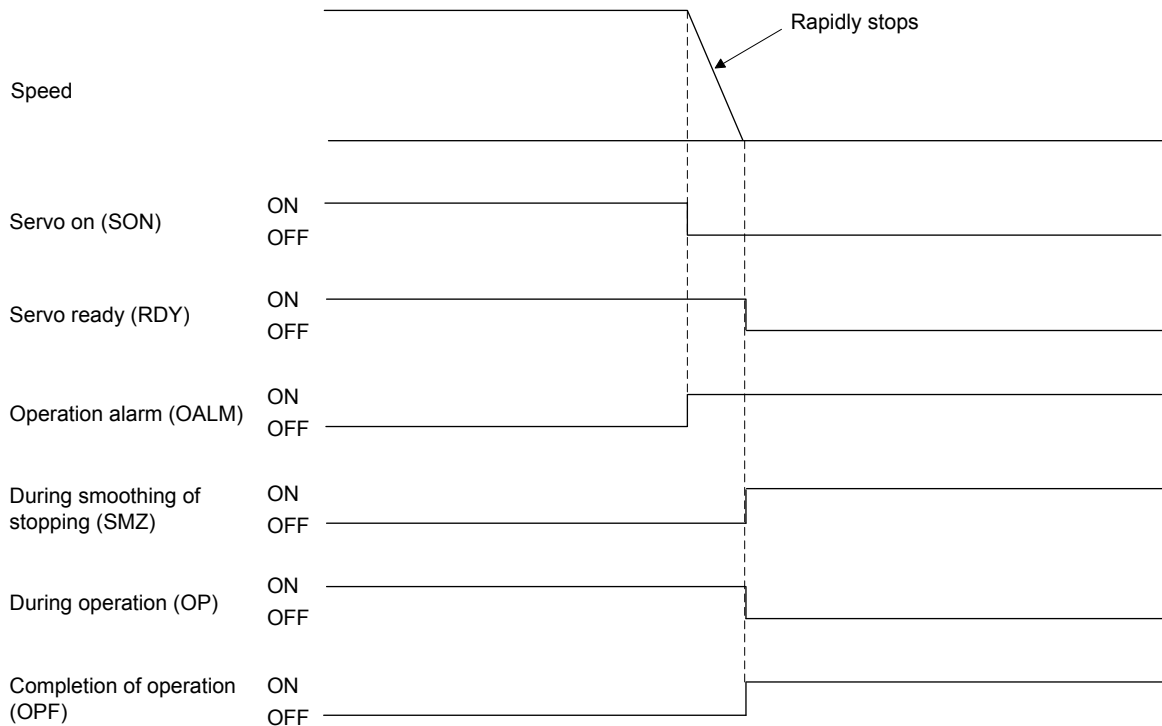 Rapidly stops
Speed
Servo on (SON)
ON
OFF
Servo ready (RDY)
ON
OFF
Operation alarm (OALM)
ON
OFF
During smoothing of
stopping (SMZ)
ON
OFF
During operation (OP)
ON
OFF
Completion of operation
(OPF)
ON
OFF